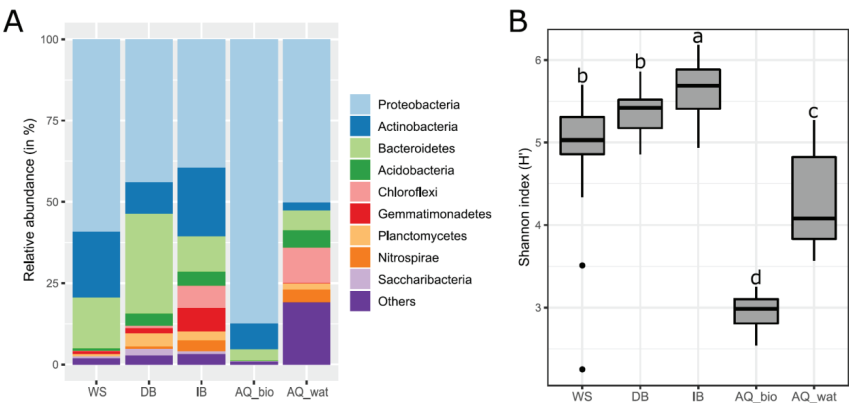 A
Relative abundance (in %)
100
75
50
25
0
WS DB IB AQ_bio AQ_wat
Proteobacteria
Actinobacteria
Bacteroidetes
Acidobacteria
Chloroflexi
Gemmatimonadetes
Planctomycetes
Nitrospirae
Saccharibacteria
Others
B
Shannon index (H')
6
5
4
3
b b a d c
WS DB IB AQ_bio AQ_wat